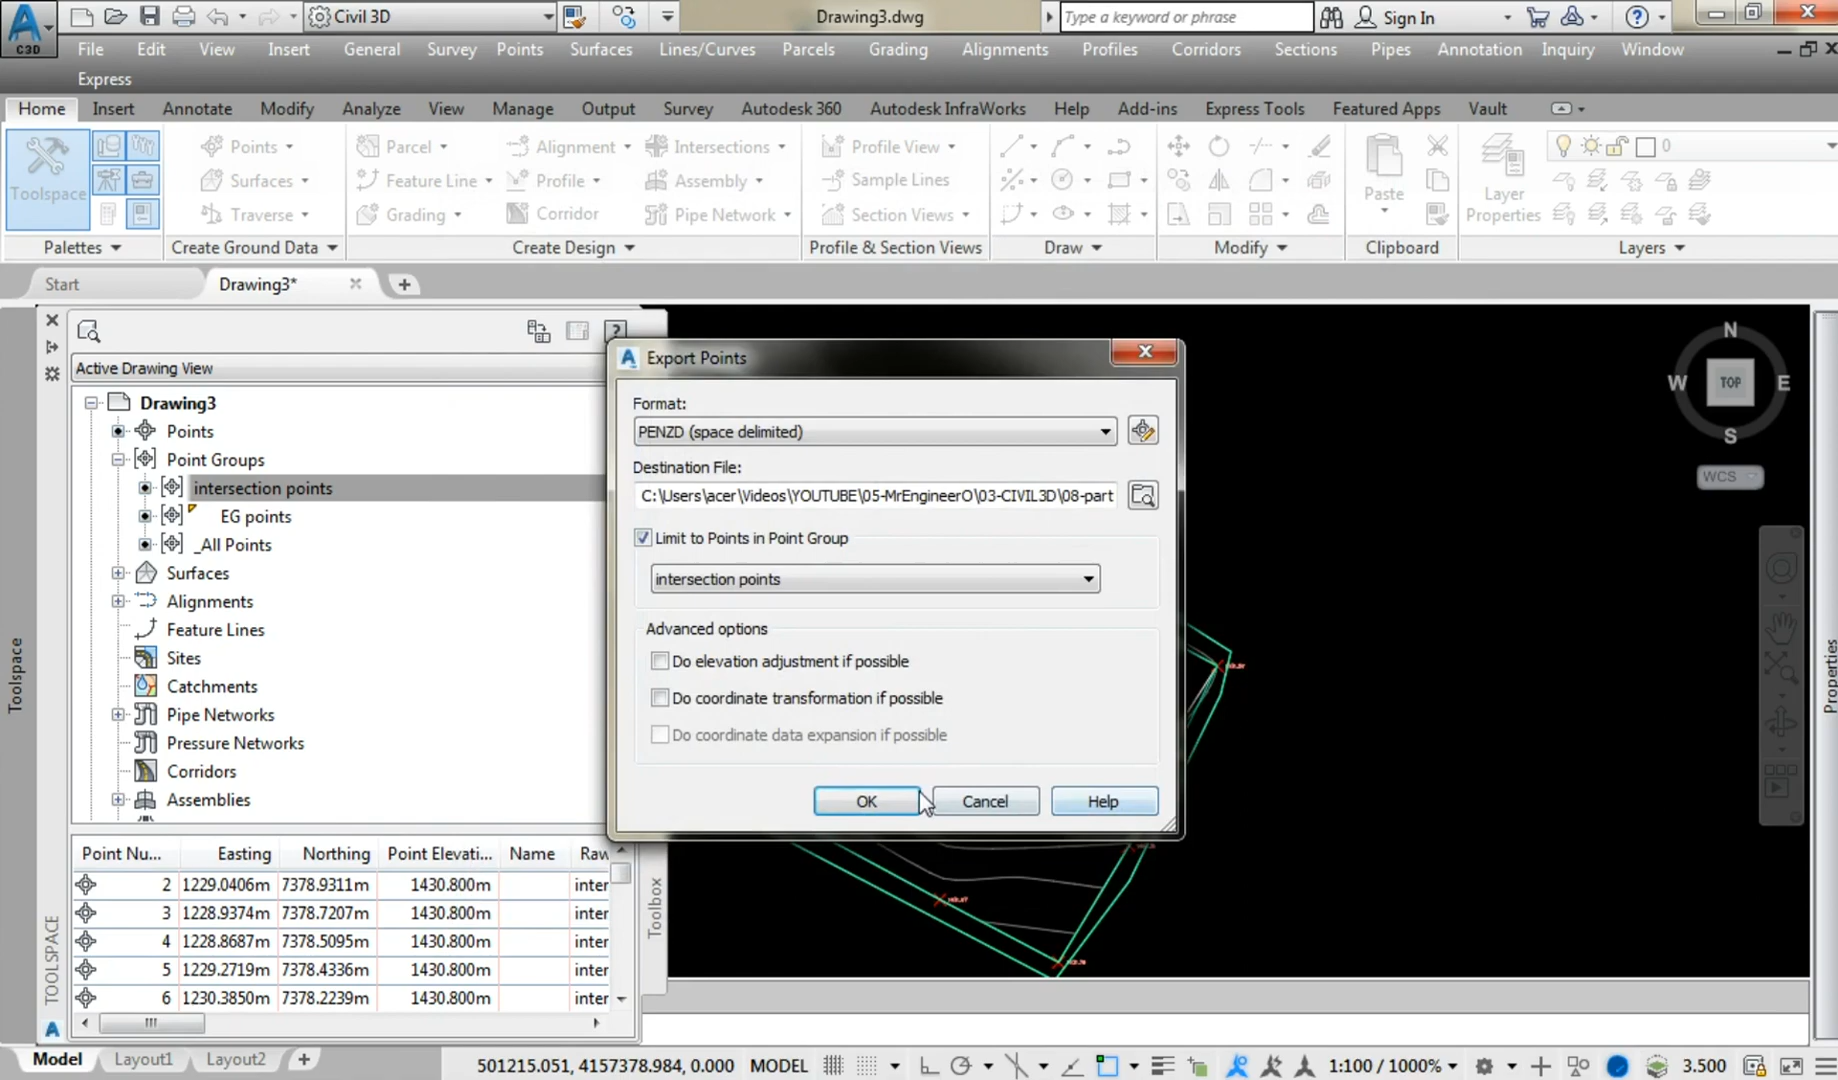 C3D
Civil 3D
Drawing3.dwg
Type a keyword or phrase
Sign In
File Edit View Insert General Survey Points Surfaces Lines/Curves Parcels Grading Alignments Profiles Corridors Sections Pipes Annotation Inquiry Window
Express
Home Insert Annotate Modify Analyze View Manage Output Survey Autodesk 360 Autodesk InfraWorks Help Add-ins Express Tools Featured Apps Vault
Toolspace
Points
Surfaces
Traverse
Parcel
Feature Line
Grading
Alignment
Profile
Corridor
Intersections
Assembly
Pipe Network
Profile View
Sample Lines
Section Views
Paste
Layer
Properties
0
Palettes Create Ground Data Create Design Profile & Section Views Draw Modify Clipboard Layers
Start Drawing3*
Active Drawing View
Drawing3
Points
Point Groups
intersection points
EG points
_All Points
Surfaces
Alignments
Feature Lines
Sites
Catchments
Pipe Networks
Pressure Networks
Corridors
Assemblies
Toolspace
TOOLSPACE
Toolbox
Point Nu... Easting Northing Point Elevati... Name Raw
2 1229.0406m 7378.9311m 1430.800m inter
3 1228.9374m 7378.7207m 1430.800m inter
4 1228.8687m 7378.5095m 1430.800m inter
5 1229.2719m 7378.4336m 1430.800m inter
6 1230.3850m 7378.2239m 1430.800m inter
Export Points
Format:
PENZD (space delimited)
Destination File:
C:\Users\acer\Videos\YOUTUBE\05-MrEngineerO\03-CIVIL3D\08-part
Limit to Points in Point Group
intersection points
Advanced options
Do elevation adjustment if possible
Do coordinate transformation if possible
Do coordinate data expansion if possible
OK Cancel Help
N
W TOP E
S
WCS
Properties
Model Layout1 Layout2
501215.051, 4157378.984, 0.000 MODEL
1:100 / 1000%
3.500